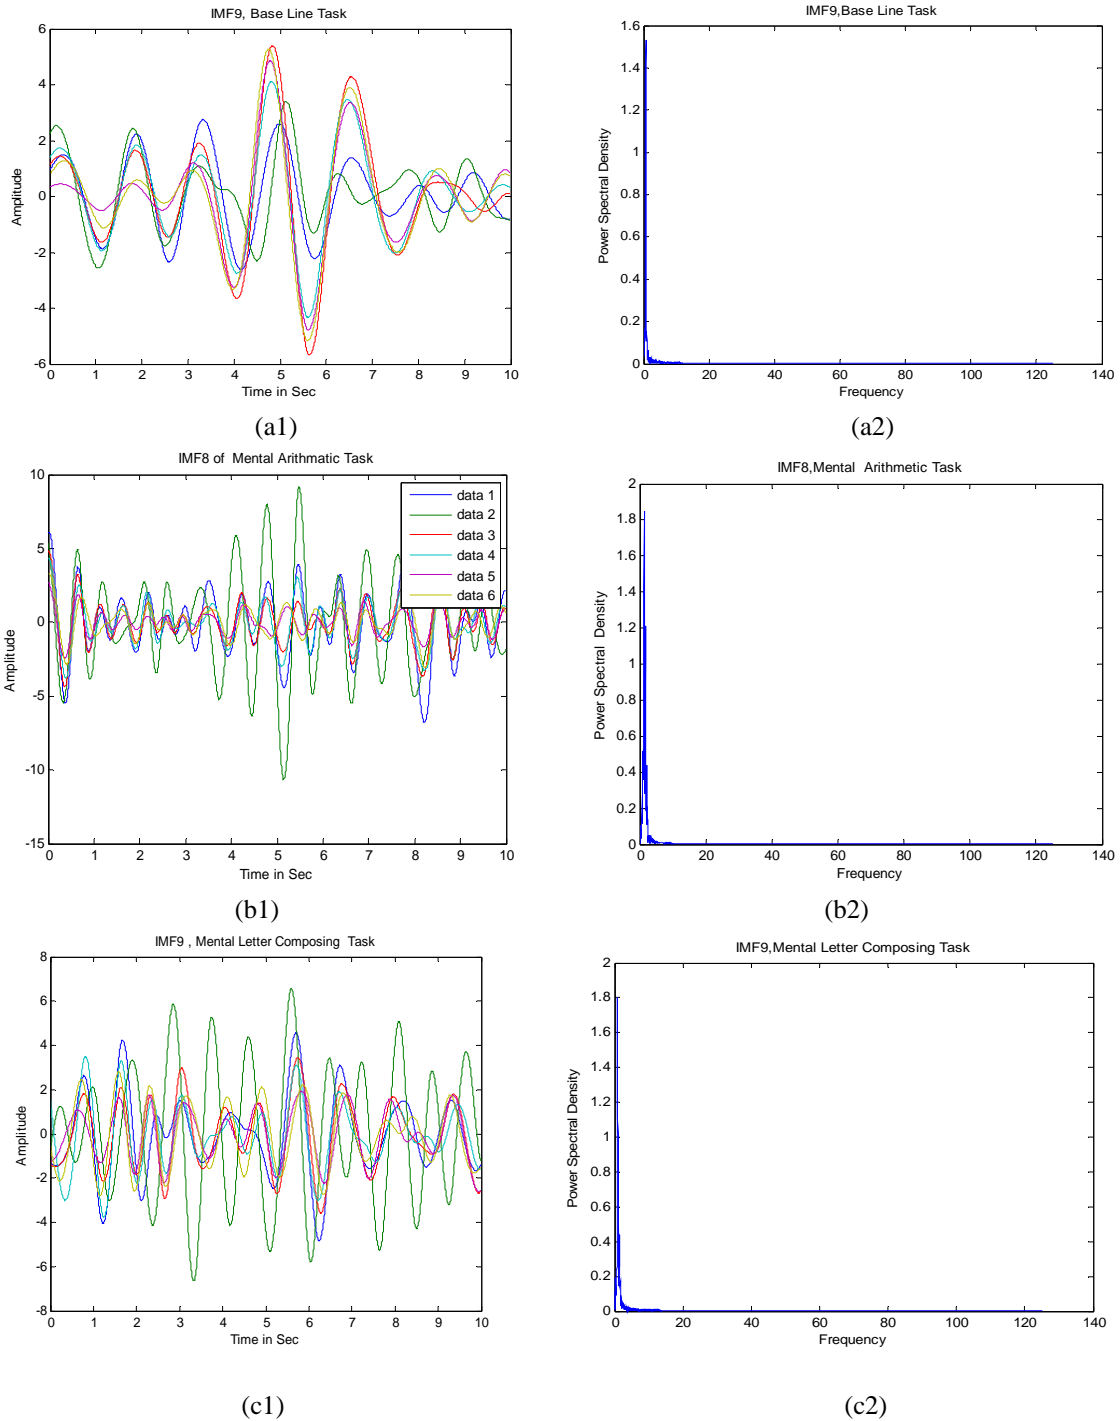 IMF9, Base Line Task
6
4
2
0
-2
-4
-6
Amplitude
0 1 2 3 4 5 6 7 8 9 10
Time in Sec
(a1)
IMF9,Base Line Task
1.6
1.4
1.2
1
0.8
0.6
0.4
0.2
0
Power Spectral Density
0 20 40 60 80 100 120 140
Frequency
(a2)
IMF8 of Mental Arithmatic Task
10
5
0
-5
-10
-15
Amplitude
data 1
data 2
data 3
data 4
data 5
data 6
0 1 2 3 4 5 6 7 8 9 10
Time in Sec
(b1)
IMF8,Mental Arithmetic Task
2
1.8
1.6
1.4
1.2
1
0.8
0.6
0.4
0.2
0
Power Spectral Density
0 20 40 60 80 100 120 140
Frequency
(b2)
IMF9 , Mental Letter Composing Task
8
6
4
2
0
-2
-4
-6
-8
Amplitude
0 1 2 3 4 5 6 7 8 9 10
Time in Sec
(c1)
IMF9,Mental Letter Composing Task
2
1.8
1.6
1.4
1.2
1
0.8
0.6
0.4
0.2
0
Power Spectral Density
0 20 40 60 80 100 120 140
Frequency
(c2)